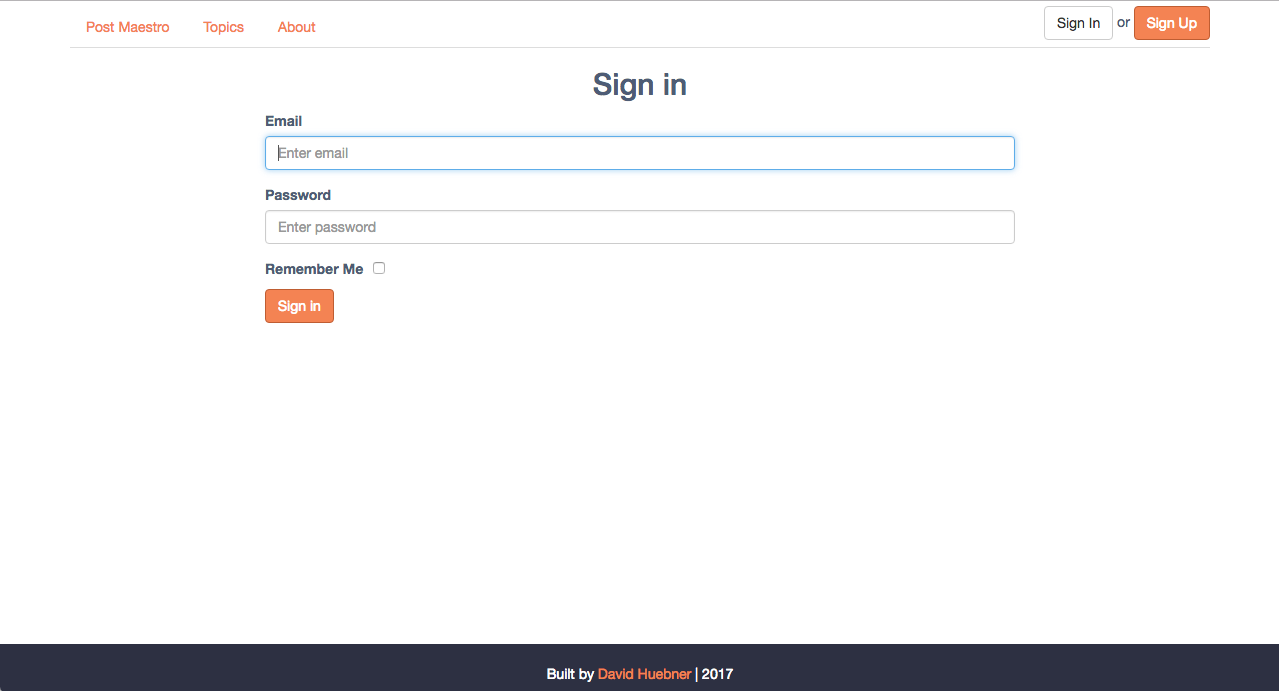 Post Maestro Topics About Sign In or Sign Up
Sign in
Email
Enter email
Password
Enter password
Remember Me
Sign in
Built by David Huebner | 2017